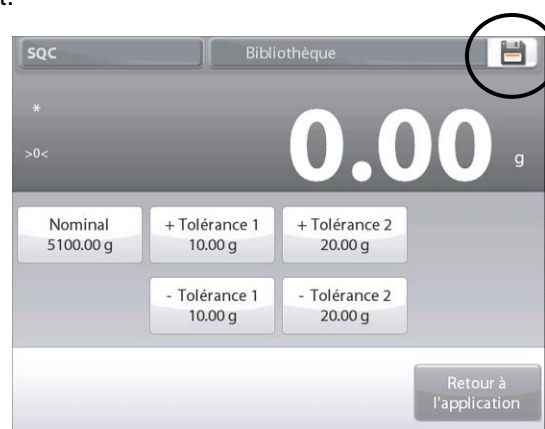 SQC Bibliothèque
*
>0< 0.00 g
Nominal + Tolérance 1 + Tolérance 2
5100.00 g 10.00 g 20.00 g
- Tolérance 1 - Tolérance 2
10.00 g 20.00 g
Retour à
l'application